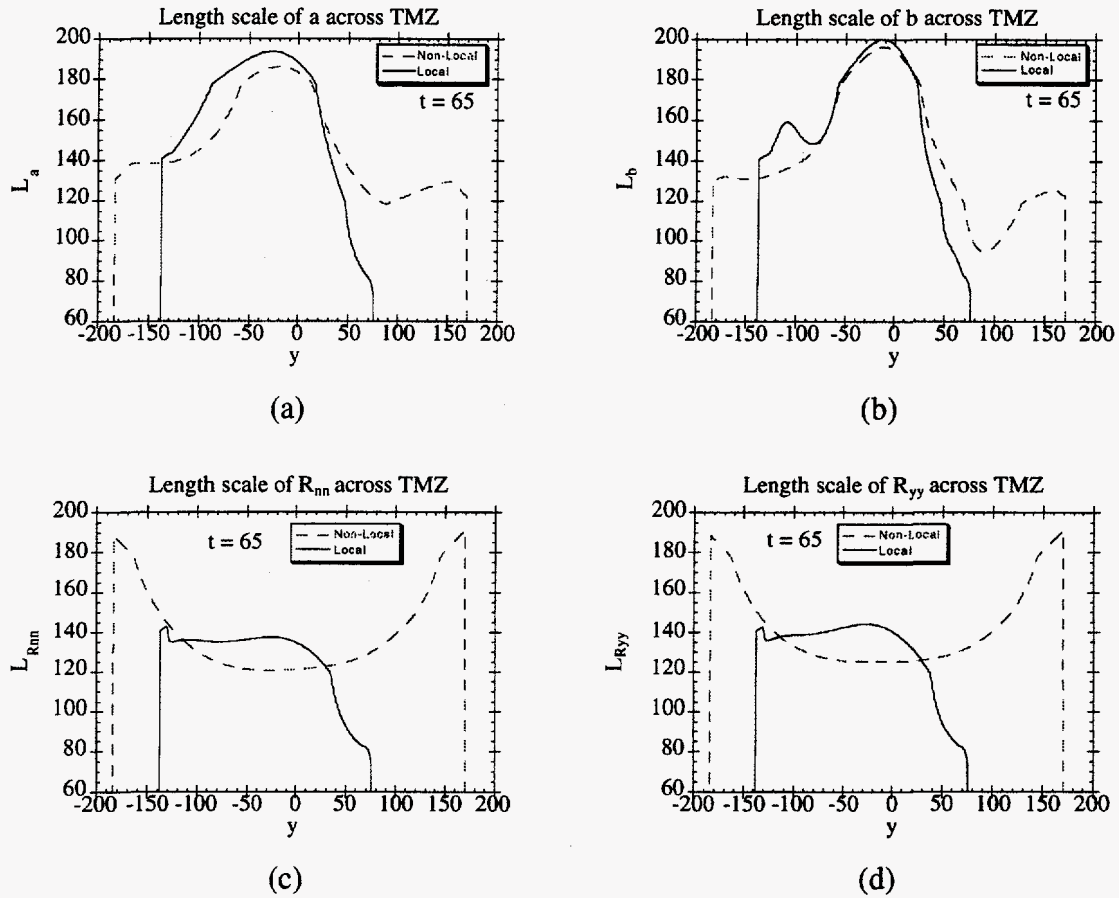 Length scale of a across TMZ
200
180
160
140
120
100
80
60
L_a
Non-Local
Local
t = 65
-200 -150 -100 -50 0 50 100 150 200
y
(a)
Length scale of b across TMZ
200
180
160
140
120
100
80
60
L_b
Non-Local
Local
t = 65
-200 -150 -100 -50 0 50 100 150 200
y
(b)
Length scale of R_nn across TMZ
200
180
160
140
120
100
80
60
L_Rnn
t = 65
Non-Local
Local
-200 -150 -100 -50 0 50 100 150 200
y
(c)
Length scale of R_yy across TMZ
200
180
160
140
120
100
80
60
L_Ryy
t = 65
Non-Local
Local
-200 -150 -100 -50 0 50 100 150 200
y
(d)